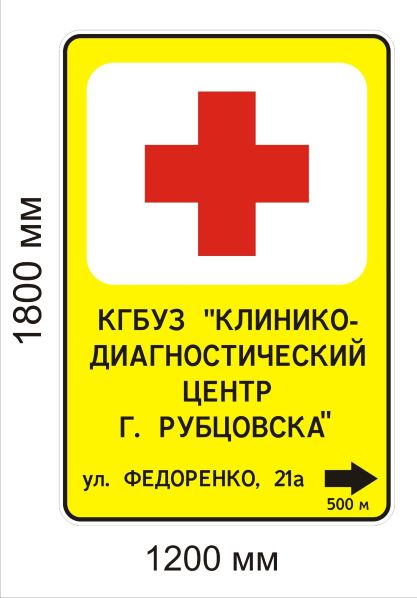 1800 мм
КГБУЗ "КЛИНИКО-
ДИАГНОСТИЧЕСКИЙ
ЦЕНТР
Г. РУБЦОВСКА"
ул. ФЕДОРЕНКО, 21а
500 м
1200 мм